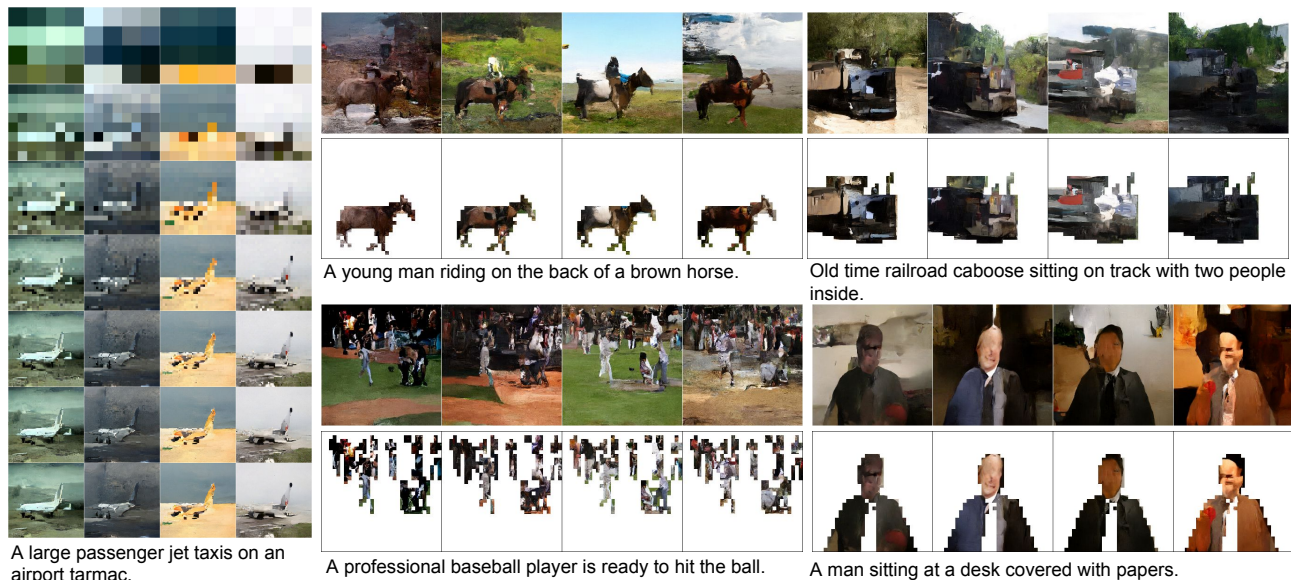 A large passenger jet taxis on an
airport tarmac.
A young man riding on the back of a brown horse.
Old time railroad caboose sitting on track with two people
inside.
A professional baseball player is ready to hit the ball.
A man sitting at a desk covered with papers.